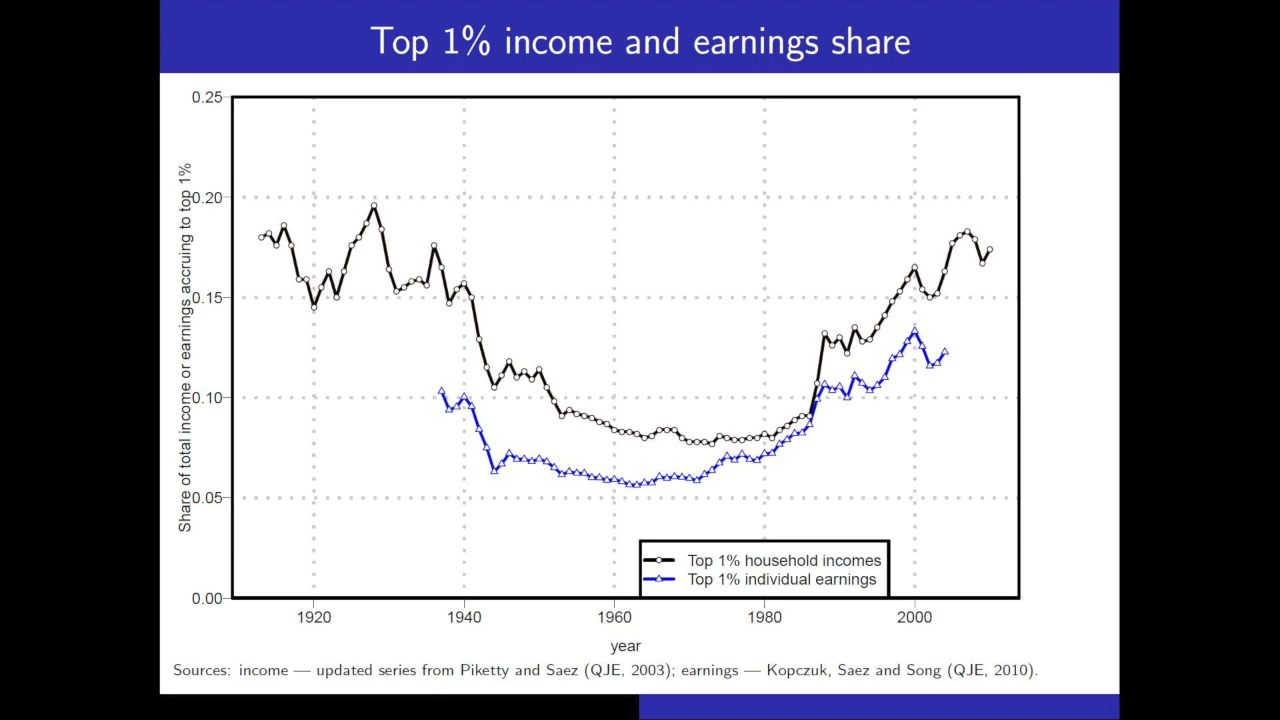 Top 1% income and earnings share
Share of total income or earnings accruing to top 1%
0.25
0.20
0.15
0.10
0.05
0.00
1920 1940 1960 1980 2000
year
Top 1% household incomes
Top 1% individual earnings
Sources: income — updated series from Piketty and Saez (QJE, 2003); earnings — Kopczuk, Saez and Song (QJE, 2010).